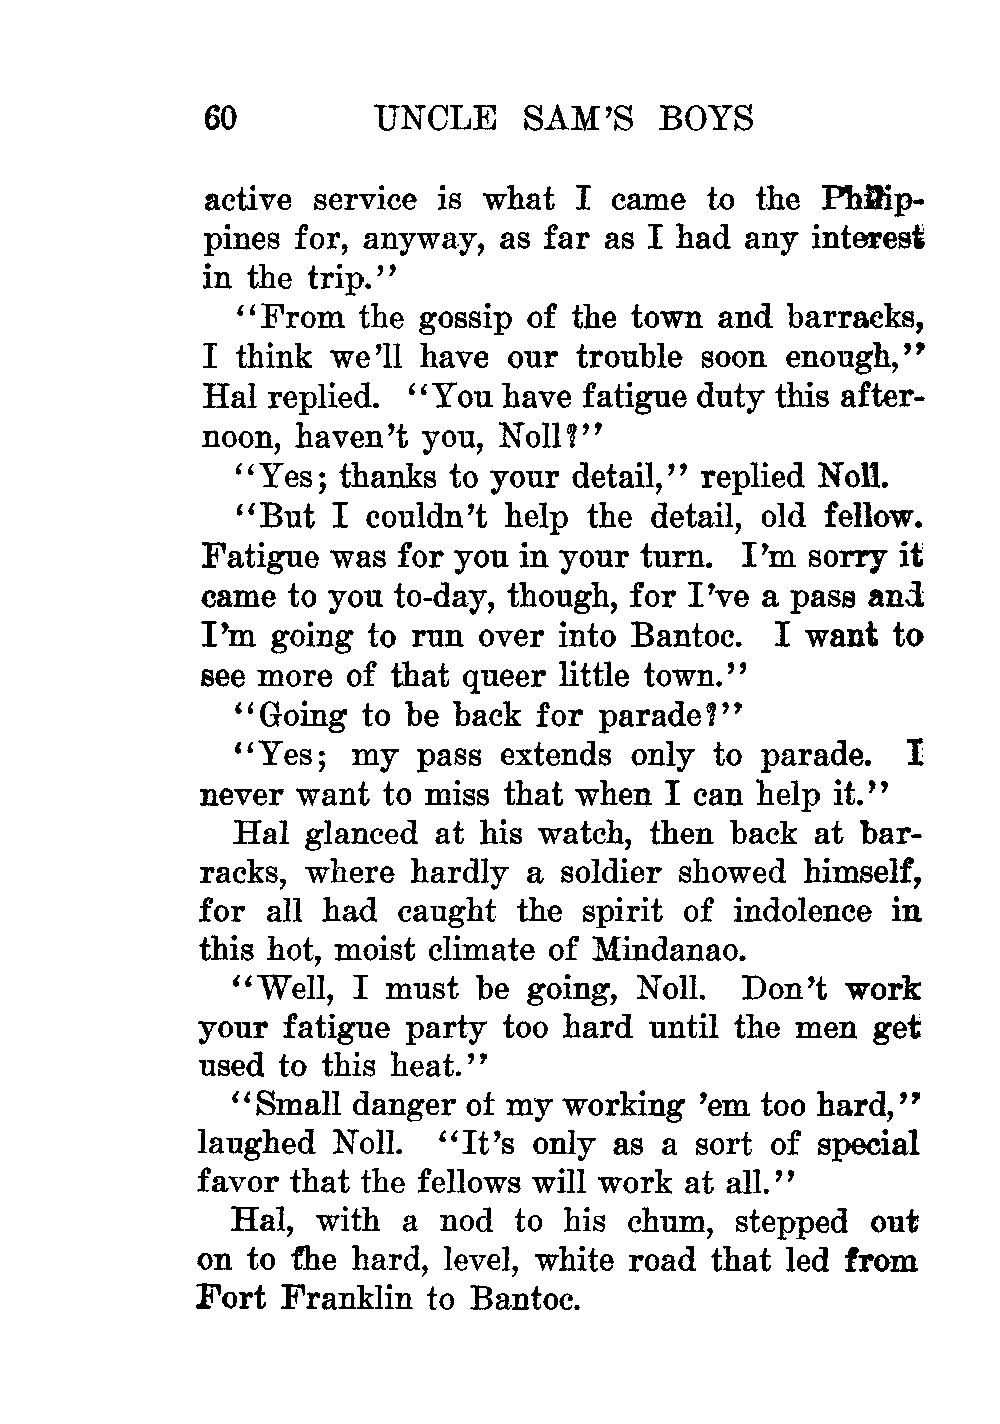 60 UNCLE SAM'S BOYS
active service is what I came to the Philip-
pines for, anyway, as far as I had any interest
in the trip."
"From the gossip of the town and barracks,
I think we'll have our trouble soon enough,"
Hal replied. "You have fatigue duty this after-
noon, haven't you, Noll?"
"Yes; thanks to your detail," replied Noll.
"But I couldn't help the detail, old fellow.
Fatigue was for you in your turn. I'm sorry it
came to you to-day, though, for I've a pass and
I'm going to run over into Bantoc. I want to
see more of that queer little town."
"Going to be back for parade?"
"Yes; my pass extends only to parade. I
never want to miss that when I can help it."
Hal glanced at his watch, then back at bar-
racks, where hardly a soldier showed himself,
for all had caught the spirit of indolence in
this hot, moist climate of Mindanao.
"Well, I must be going, Noll. Don't work
your fatigue party too hard until the men get
used to this heat."
"Small danger of my working 'em too hard,"
laughed Noll. "It's only as a sort of special
favor that the fellows will work at all."
Hal, with a nod to his chum, stepped out
on to the hard, level, white road that led from
Fort Franklin to Bantoc.